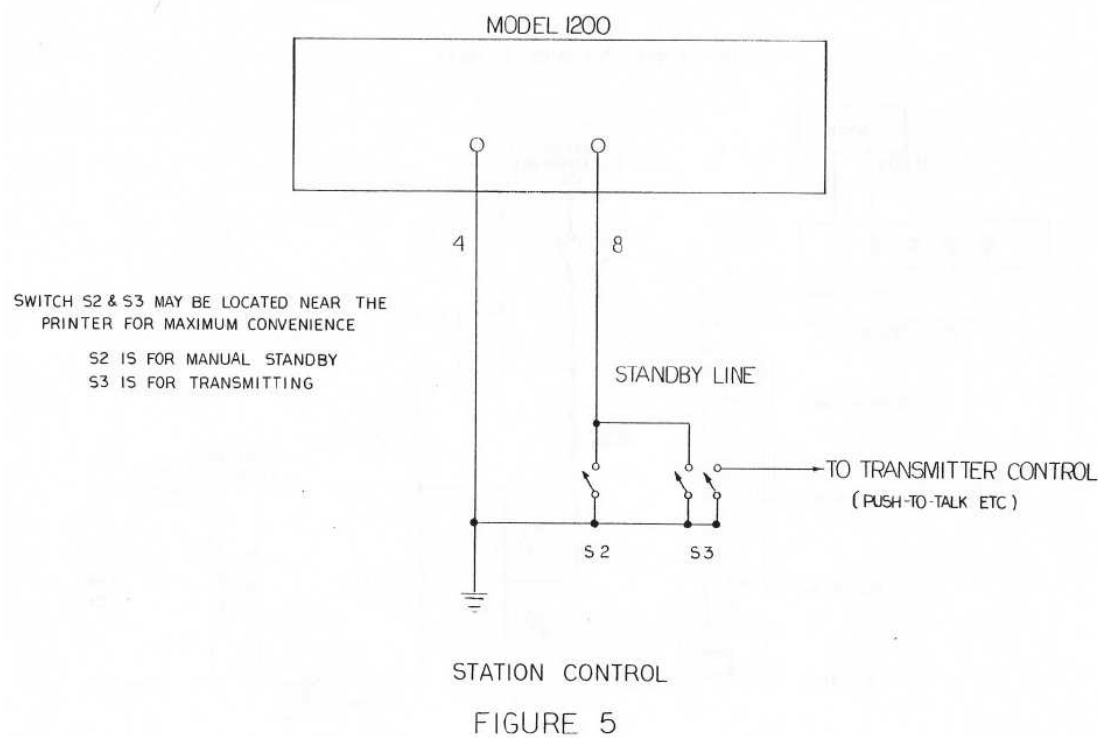 MODEL 1200
4
8
SWITCH S2 & S3 MAY BE LOCATED NEAR THE
PRINTER FOR MAXIMUM CONVENIENCE
S2 IS FOR MANUAL STANDBY
S3 IS FOR TRANSMITTING
STANDBY LINE
TO TRANSMITTER CONTROL
( PUSH-TO-TALK ETC )
S2
S3
STATION CONTROL
FIGURE 5